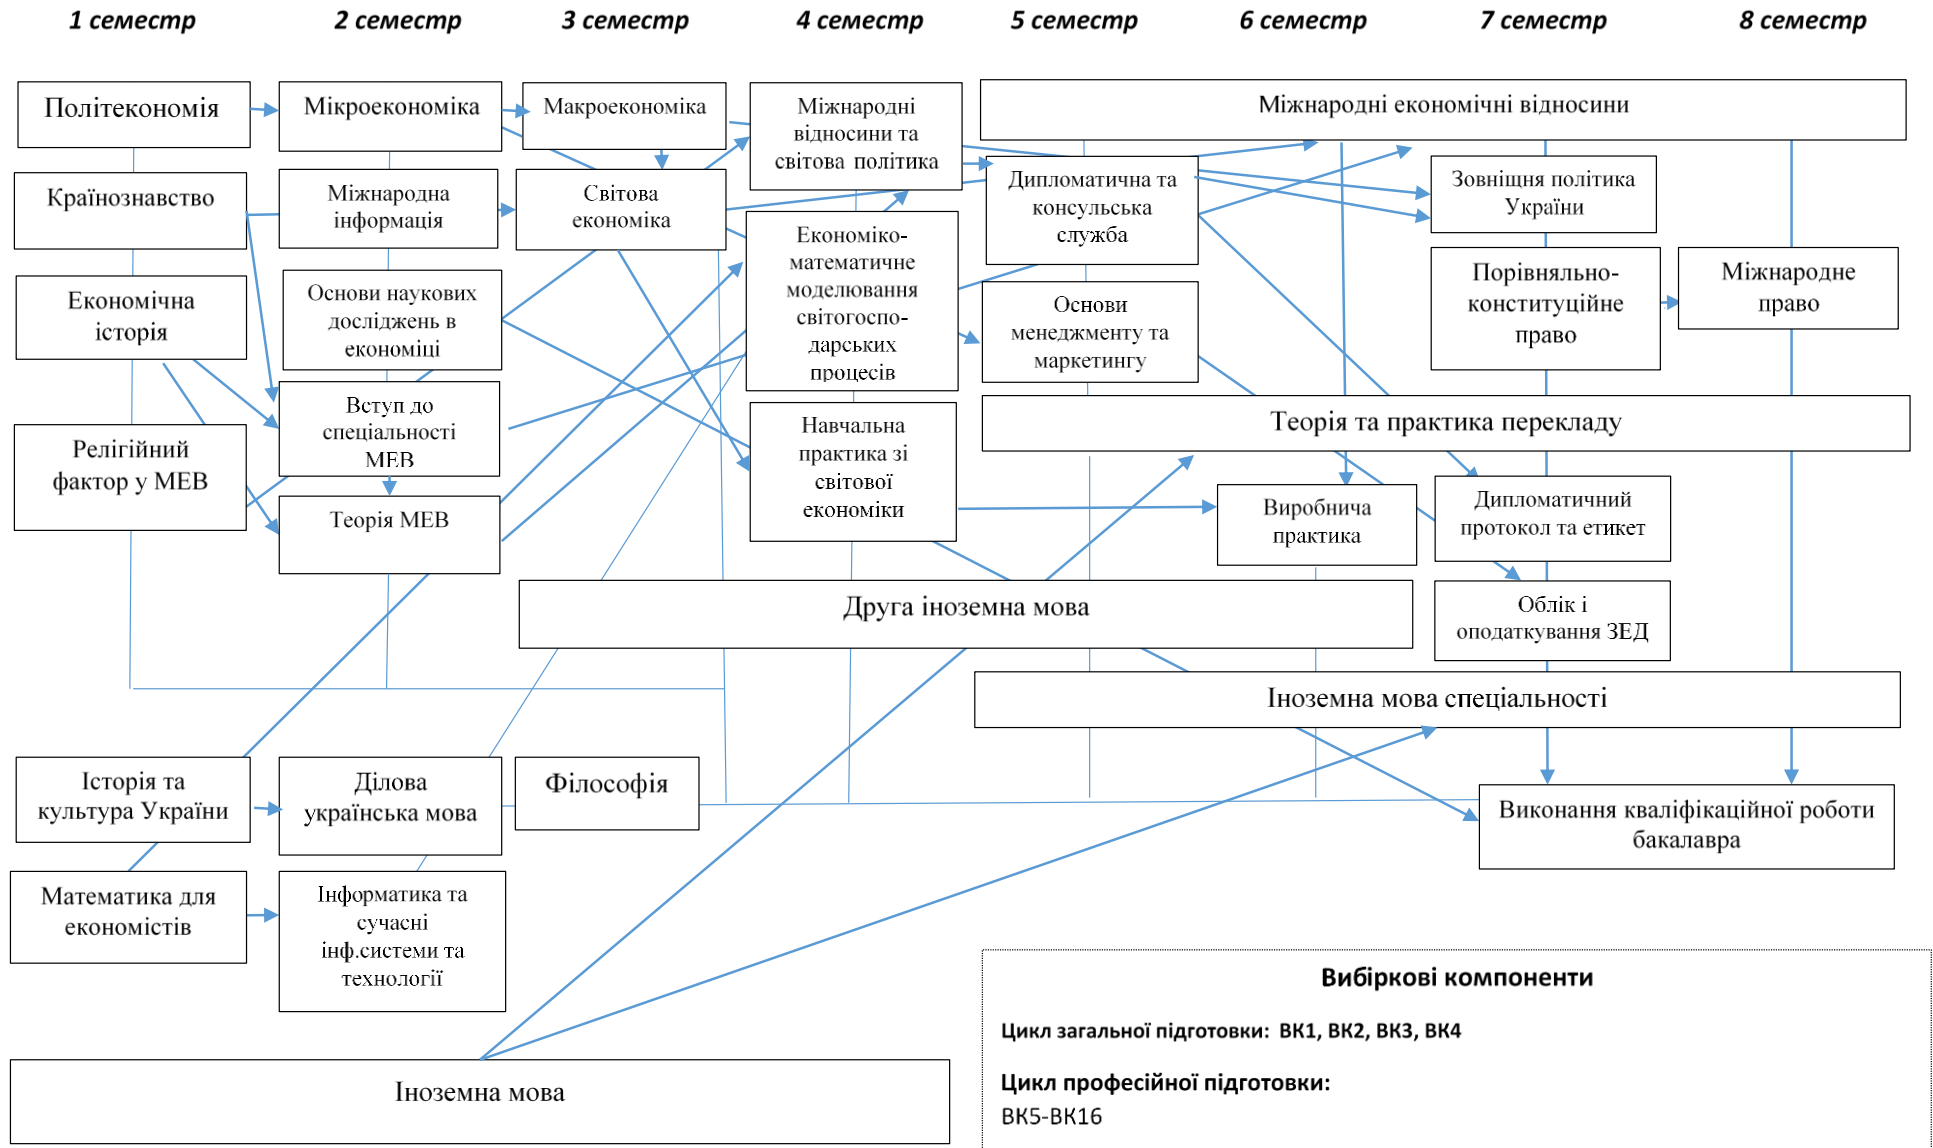 1 семестр
2 семестр
3 семестр
4 семестр
5 семестр
6 семестр
7 семестр
8 семестр
Політекономія
Мікроекономіка
Макроекономіка
Міжнародні
відносини та
світова політика
Міжнародні економічні відносини
Країнознавство
Міжнародна
інформація
Світова
економіка
Дипломатична та
консульська
служба
Зовніщня політика
України
Економічна
історія
Основи наукових
досліджень в
економіці
Економіко-
математичне
моделювання
світогоспо-
дарських
процесів
Основи
менеджменту та
маркетингу
Порівняльно-
конституційне
право
Міжнародне
право
Релігійний
фактор у МЕВ
Вступ до
спеціальності
МЕВ
Теорія МЕВ
Навчальна
практика зі
світової
економіки
Теорія та практика перекладу
Виробнича
практика
Дипломатичний
протокол та етикет
Друга іноземна мова
Облік і
оподаткування ЗЕД
Іноземна мова спеціальності
Історія та
культура України
Ділова
українська мова
Філософія
Виконання кваліфікаційної роботи
бакалавра
Математика для
економістів
Інформатика та
сучасні
інф.системи та
технології
Іноземна мова
Вибіркові компоненти
Цикл загальної підготовки: ВК1, ВК2, ВК3, ВК4
Цикл професійної підготовки:
ВК5-ВК16